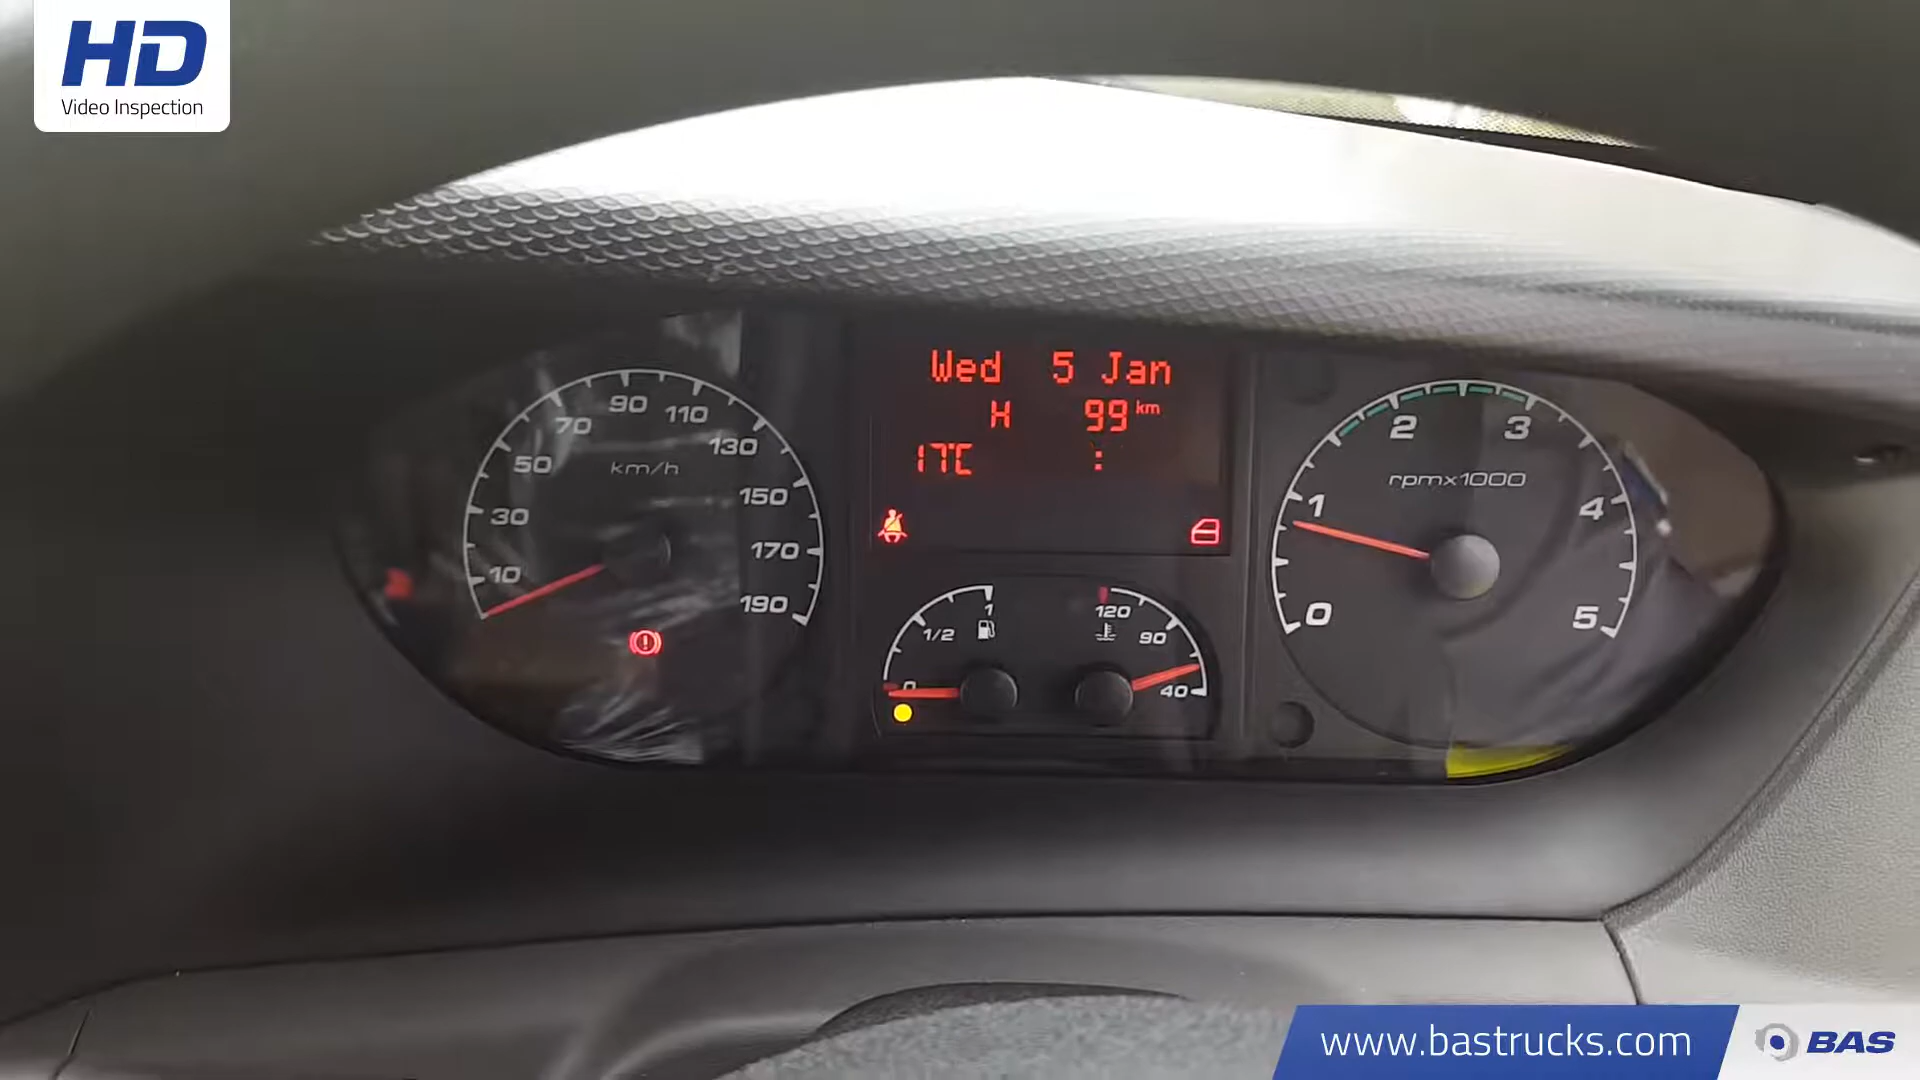 HD
Video Inspection
Wed 5 Jan
H 99 km
17°C :
10
30
50
70
90
110
130
150
170
190
km/h
0
1/2
1
120
90
40
0
1
2
3
4
5
rpmx1000
www.bastrucks.com
BAS